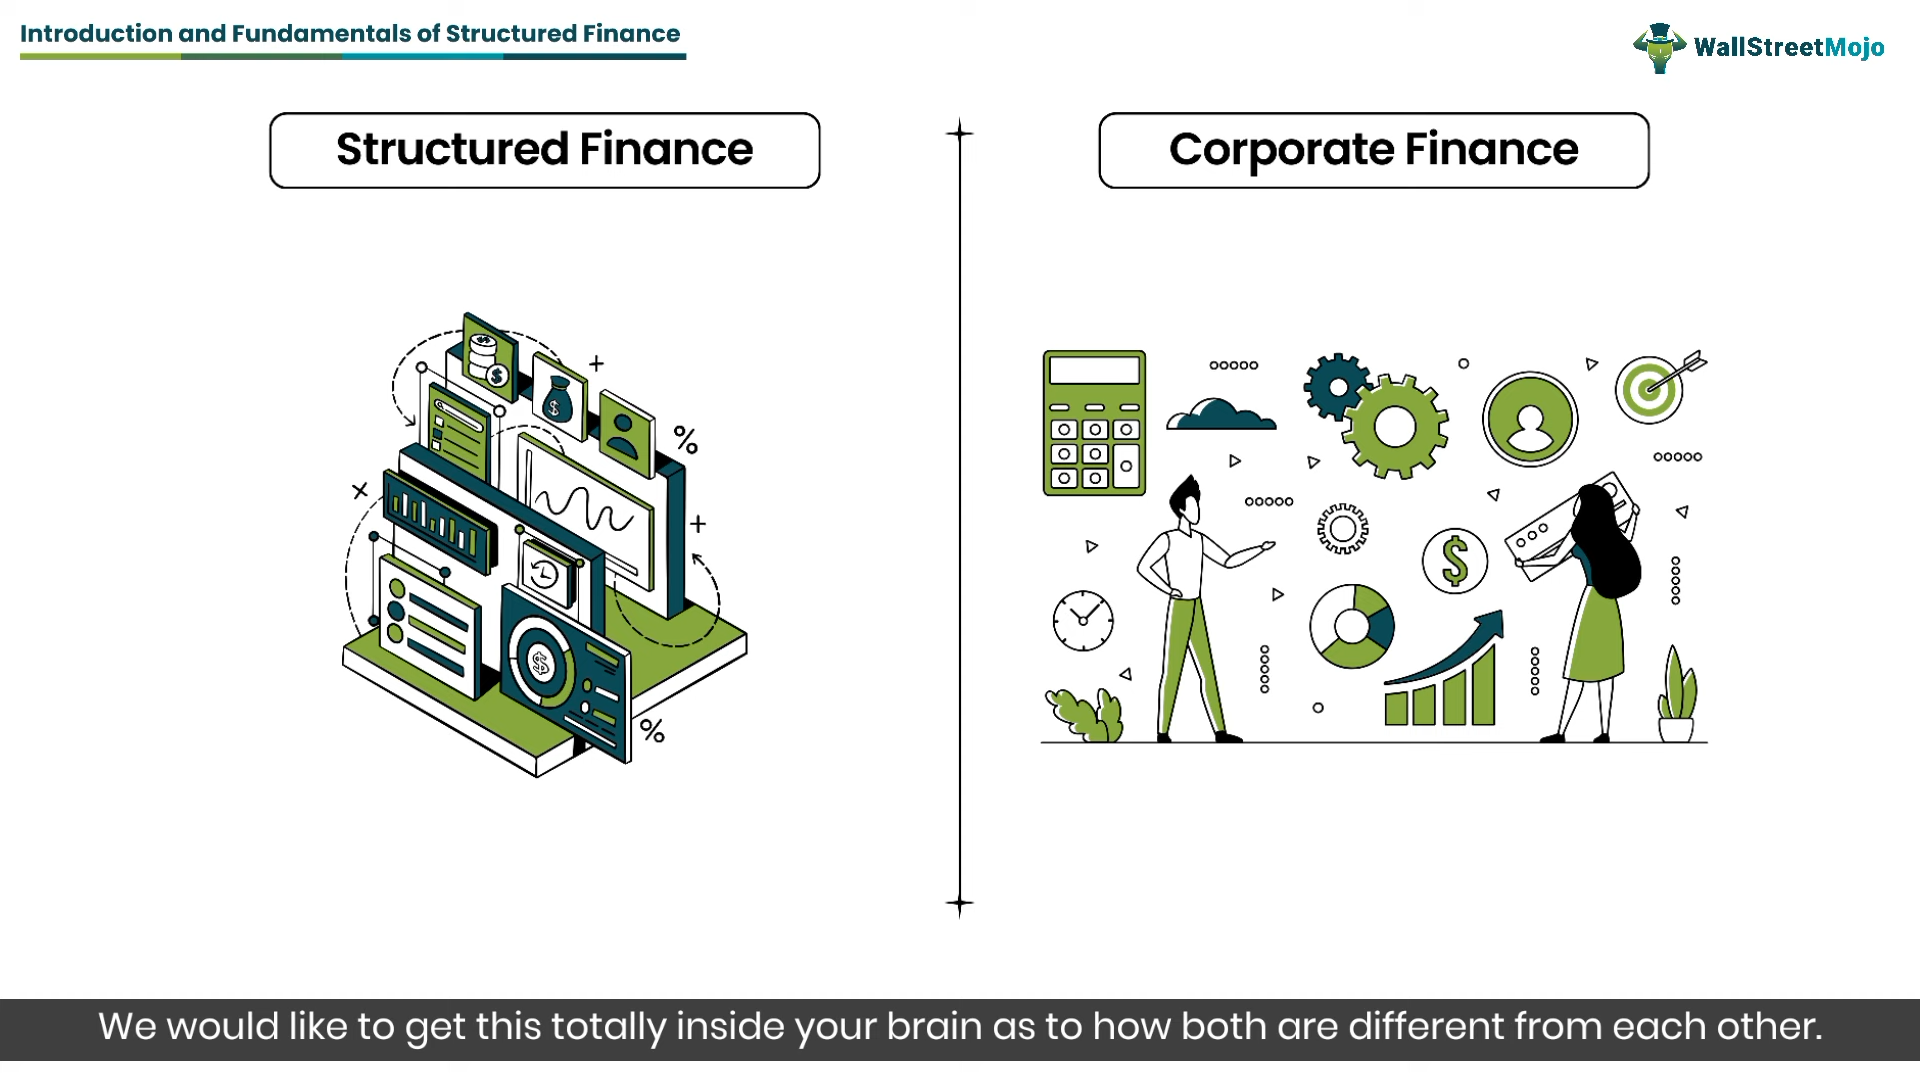 Introduction and Fundamentals of Structured Finance
WallStreetMojo
Structured Finance
Corporate Finance
$
$
$
%
$
$
%
We would like to get this totally inside your brain as to how both are different from each other.